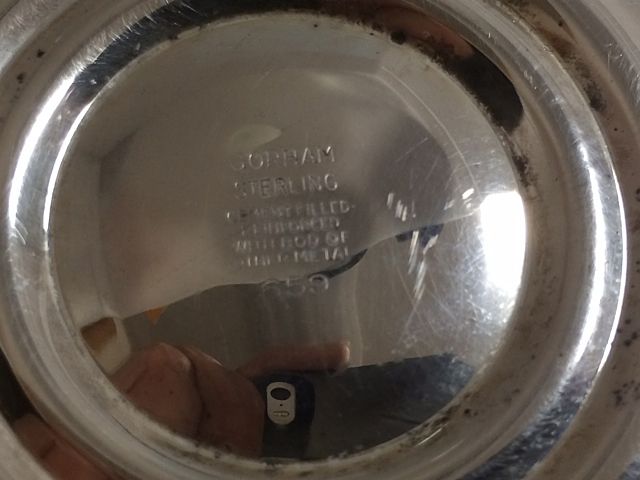 GORHAM
STERLING
CEMENT FILLED-
REINFORCED
WITH ROD OF
OTHER METAL
659